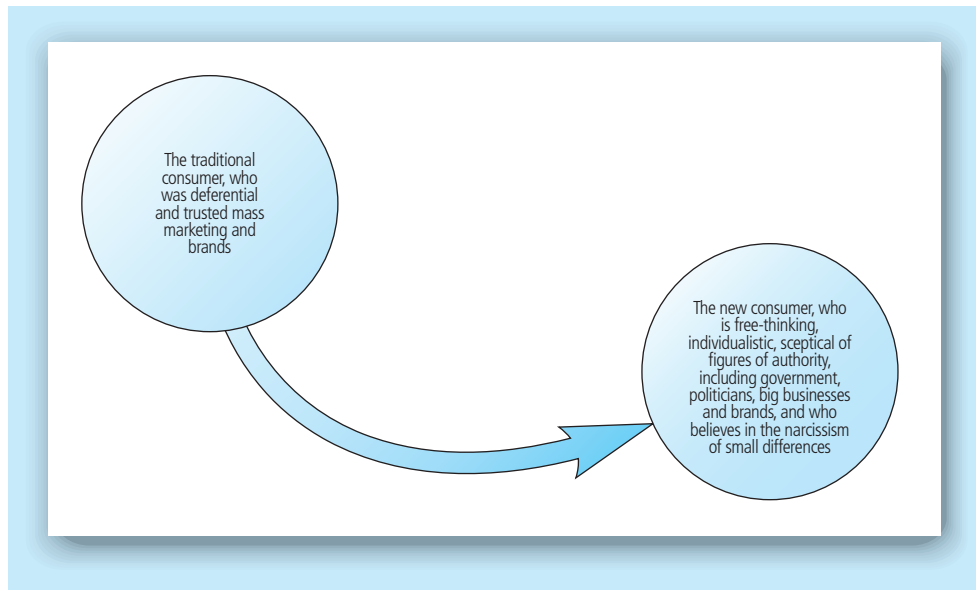 The traditional
consumer, who
was deferential
and trusted mass
marketing and
brands
The new consumer, who
is free-thinking,
individualistic, sceptical of
figures of authority,
including government,
politicians, big businesses
and brands, and who
believes in the narcissism
of small differences